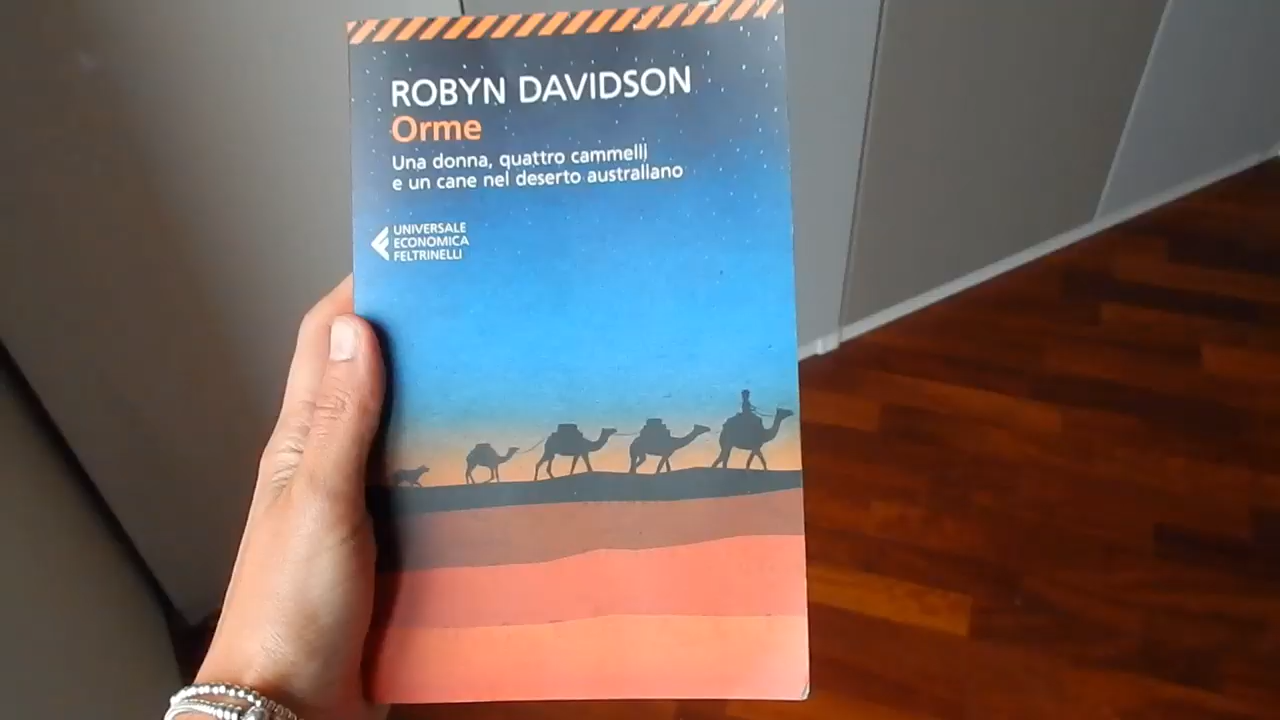 ROBYN DAVIDSON
Orme
Una donna, quattro cammelli
e un cane nel deserto australiano
UNIVERSALE
ECONOMICA
FELTRINELLI